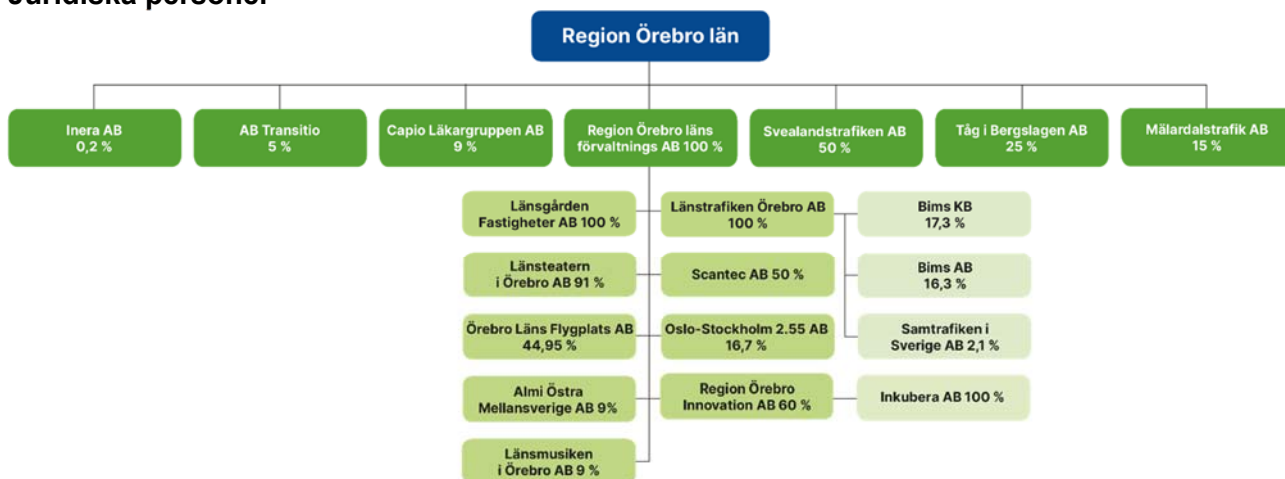 Juridiska personer
Region Örebro län
Inera AB
0,2 %
AB Transitio
5 %
Capio Läkargruppen AB
9 %
Region Örebro läns
förvaltnings AB 100 %
Svealandstrafiken AB
50 %
Tåg i Bergslagen AB
25 %
Mälardalstrafik AB
15 %
Länsgården
Fastigheter AB 100 %
Länstrafiken Örebro AB
100 %
Bims KB
17,3 %
Länsteatern
i Örebro AB 91 %
Scantec AB 50 %
Bims AB
16,3 %
Örebro Läns Flygplats AB
44,95 %
Oslo-Stockholm 2.55 AB
16,7 %
Samtrafiken i
Sverige AB 2,1 %
Almi Östra
Mellansverige AB 9%
Region Örebro
Innovation AB 60 %
Inkubera AB 100 %
Länsmusiken
i Örebro AB 9 %